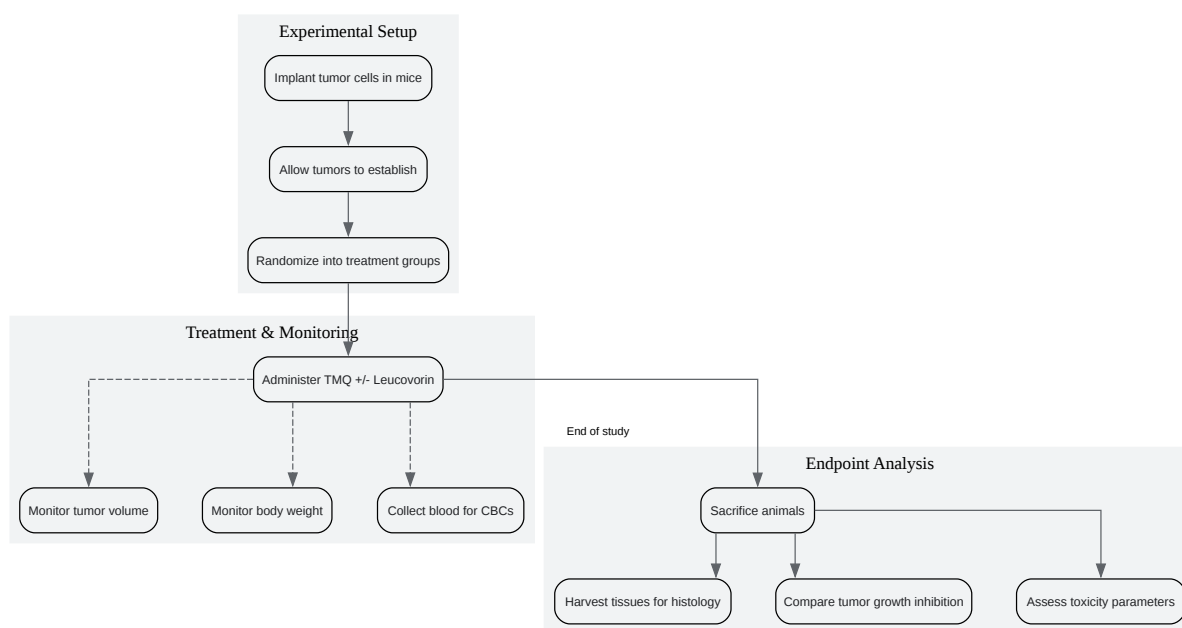 Experimental Setup
Implant tumor cells in mice
Allow tumors to establish
Randomize into treatment groups
Treatment & Monitoring
Administer TMQ +/- Leucovorin
End of study
Monitor tumor volume
Monitor body weight
Collect blood for CBCs
Endpoint Analysis
Sacrifice animals
Harvest tissues for histology
Compare tumor growth inhibition
Assess toxicity parameters